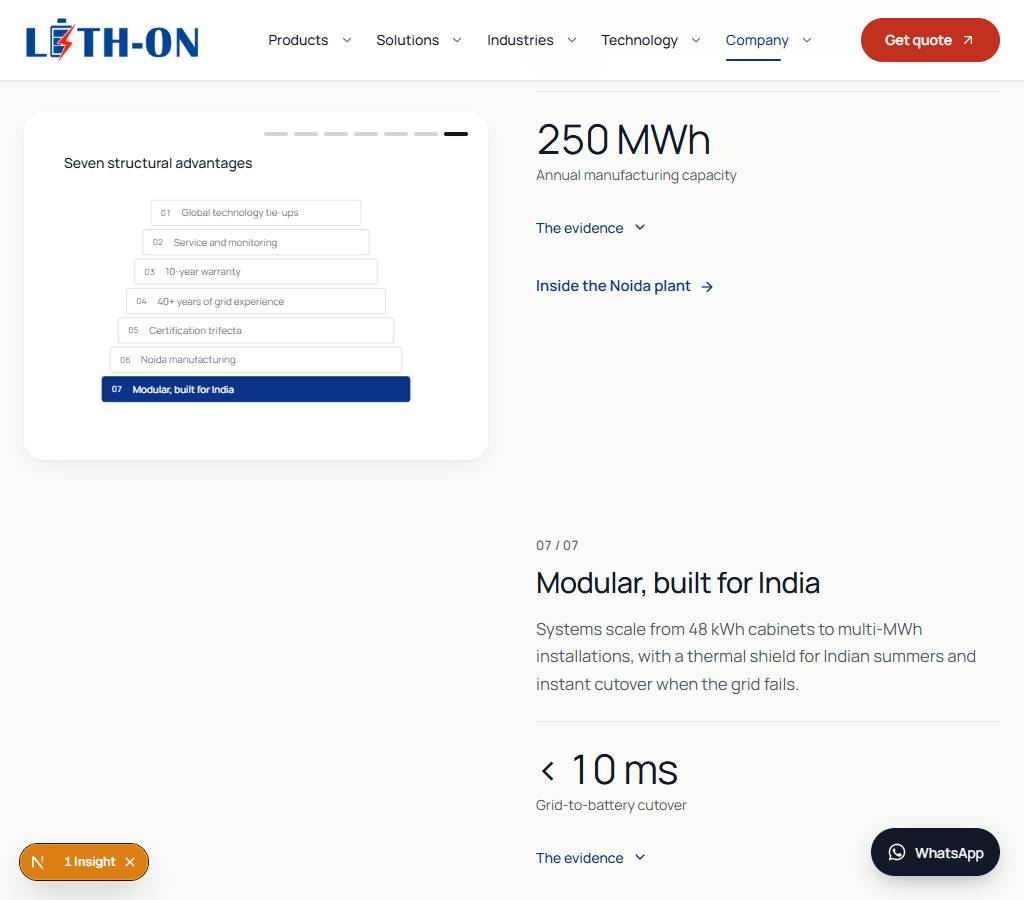 LITH-ON
Products
Solutions
Industries
Technology
Company
Get quote
Seven structural advantages
01 Global technology tie-ups
02 Service and monitoring
03 10-year warranty
04 40+ years of grid experience
05 Certification trifecta
06 Noida manufacturing
07 Modular, built for India
250 MWh
Annual manufacturing capacity
The evidence
Inside the Noida plant
07 / 07
Modular, built for India
Systems scale from 48 kWh cabinets to multi-MWh
installations, with a thermal shield for Indian summers and
instant cutover when the grid fails.
< 10 ms
Grid-to-battery cutover
The evidence
N 1 Insight
WhatsApp